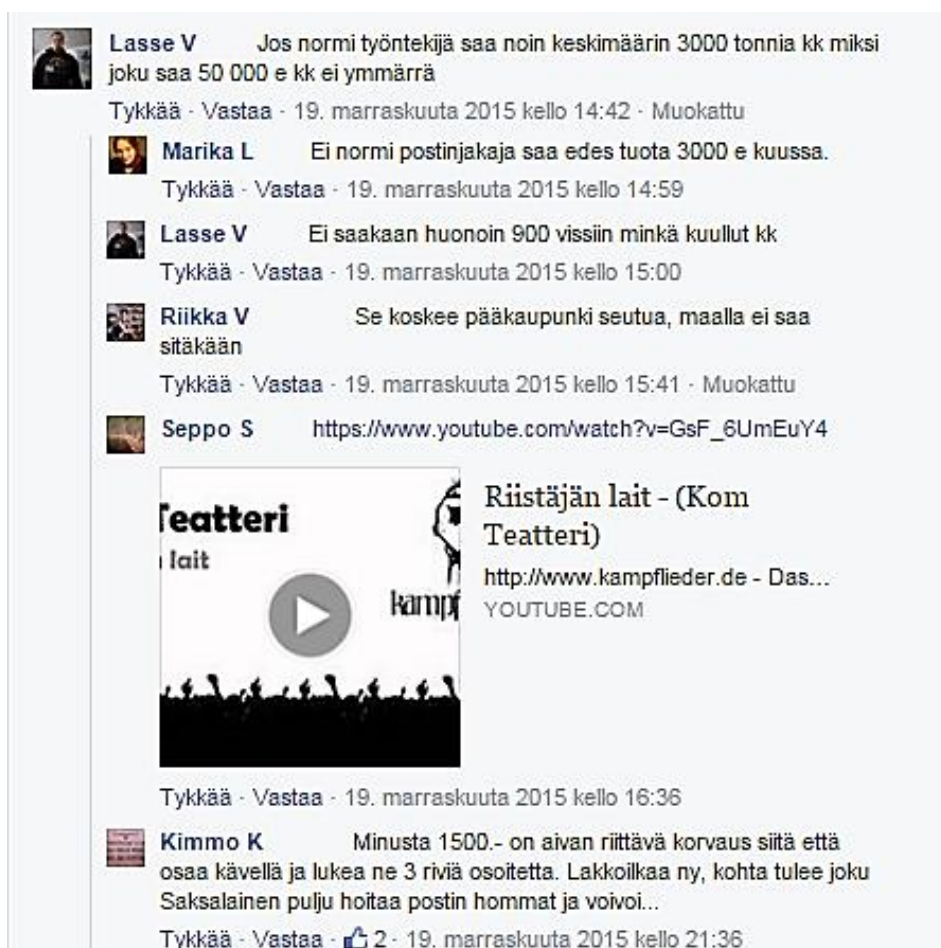 Lasse V Jos normi työntekijä saa noin keskimäärin 3000 tonnia kk miksi
joku saa 50 000 e kk ei ymmärrä
Tykkää · Vastaa · 19. marraskuuta 2015 kello 14:42 · Muokattu
Marika L Ei normi postinjakaja saa edes tuota 3000 e kuussa.
Tykkää · Vastaa · 19. marraskuuta 2015 kello 14:59
Lasse V Ei saakaan huonoin 900 vissiin minkä kuullut kk
Tykkää · Vastaa · 19. marraskuuta 2015 kello 15:00
Riikka V Se koskee pääkaupunki seutua, maalla ei saa
sitäkään
Tykkää · Vastaa · 19. marraskuuta 2015 kello 15:41 · Muokattu
Seppo S https://www.youtube.com/watch?v=GsF_6UmEuY4
Teatteri
lait
kampf
Riistäjän lait - (Kom
Teatteri)
http://www.kampflieder.de - Das...
YOUTUBE.COM
Tykkää · Vastaa · 19. marraskuuta 2015 kello 16:36
Kimmo K Minusta 1500.- on aivan riittävä korvaus siitä että
osaa kävellä ja lukea ne 3 riviä osoitetta. Lakkoilkaa ny, kohta tulee joku
Saksalainen pulju hoitaa postin hommat ja voivoi...
Tykkää · Vastaa · 2 · 19. marraskuuta 2015 kello 21:36